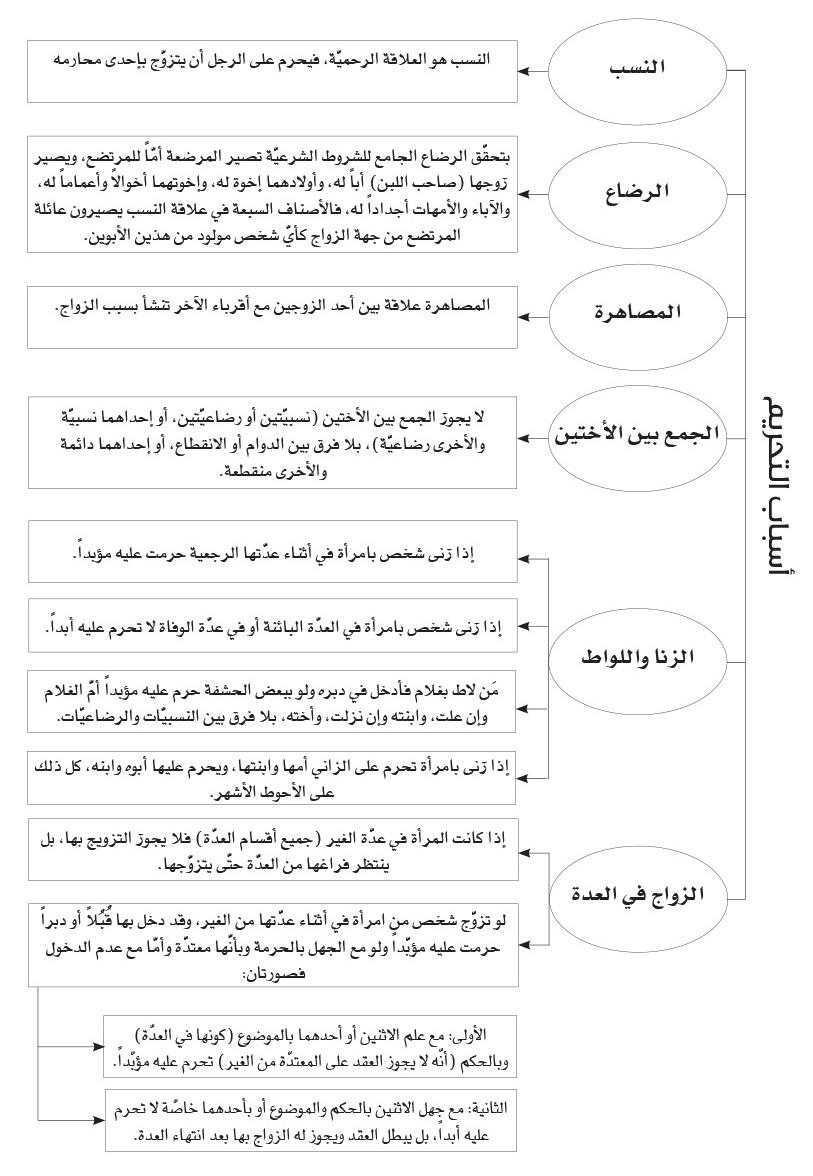 أسباب التحريم
النسب
النسب هو العلاقة الرحميّة، فيحرم على الرجل أن يتزوّج بإحدى محارمه
الرضاع
بتحقّق الرضاع الجامع للشروط الشرعيّة تصير المرضعة أمّاً للمرتضع، ويصير
زوجها (صاحب اللبن) أباً له، وأولادهما إخوة له، وإخوتهما أخوالاً وأعماماً له،
والآباء والأمهات أجداداً له، فالأصناف السبعة في علاقة النسب يصيرون عائلة
المرتضع من جهة الزواج كأيّ شخص مولود من هذين الأبوين.
المصاهرة
المصاهرة علاقة بين أحد الزوجين مع أقرباء الآخر تنشأ بسبب الزواج.
الجمع بين الأختين
لا يجوز الجمع بين الأختين (نسبيّتين أو رضاعيّتين، أو إحداهما نسبيّة
والأخرى رضاعيّة)، بلا فرق بين الدوام أو الانقطاع، أو إحداهما دائمة
والأخرى منقطعة.
الزنا واللواط
إذا زنى شخص بامرأة في أثناء عدّتها الرجعية حرمت عليه مؤبداً.
إذا زنى شخص بامرأة في العدة البائنة أو في عدّة الوفاة لا تحرم عليه أبداً.
مَن لاط بغلام فأدخل في دبره ولو ببعض الحشفة حرم عليه مؤبداً أمّ الغلام
وإن علت، وابنته وإن نزلت، وأخته، بلا فرق بين النسبيّات والرضاعيّات.
إذا زنى بامرأة تحرم على الزاني أمها وابنتها، ويحرم عليها أبوه وابنه، كل ذلك
على الأحوط الأشهر.
الزواج في العدة
إذا كانت المرأة في عدّة الغير (جميع أقسام العدّة) فلا يجوز التزويج بها، بل
ينتظر فراغها من العدّة حتّى يتزوّجها.
لو تزوّج شخص من امرأة في أثناء عدّتها من الغير، وقد دخل بها قُبُلاً أو دبراً
حرمت عليه مؤبّداً ولو مع الجهل بالحرمة وبأنّها معتدّة وأمّا مع عدم الدخول
فصورتان:
الأولى: مع علم الاثنين أو أحدهما بالموضوع (كونها في العدّة)
وبالحكم (أنّه لا يجوز العقد على المعتدّة من الغير) تحرم عليه مؤبّداً.
الثانية: مع جهل الاثنين بالحكم والموضوع أو بأحدهما خاصّة لا تحرم
عليه أبداً، بل يبطل العقد ويجوز له الزواج بها بعد انتهاء العدة.